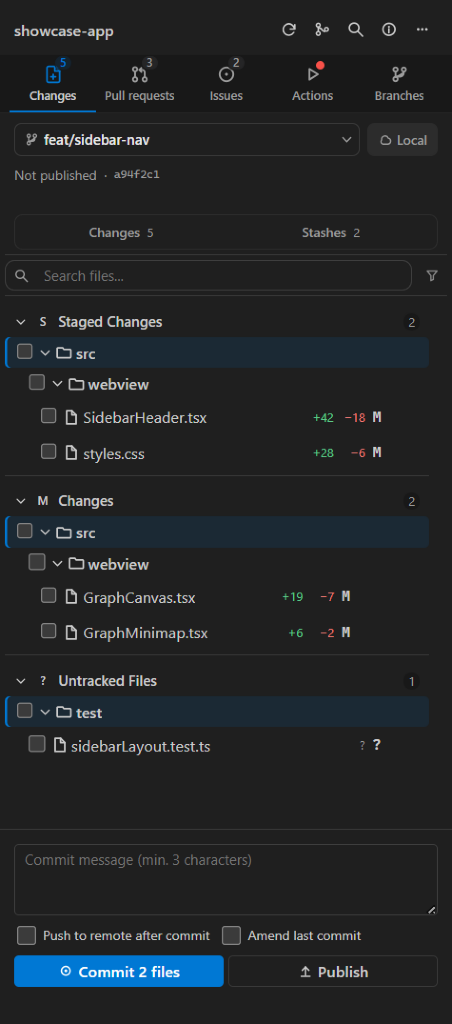 showcase-app
5 3 2
Changes Pull requests Issues Actions Branches
feat/sidebar-nav Local
Not published · a94f2c1
Changes 5 Stashes 2
Search files...
S Staged Changes 2
src
webview
SidebarHeader.tsx +42 −18 M
styles.css +28 −6 M
M Changes 2
src
webview
GraphCanvas.tsx +19 −7 M
GraphMinimap.tsx +6 −2 M
? Untracked Files 1
test
sidebarLayout.test.ts ? ?
Commit message (min. 3 characters)
Push to remote after commit Amend last commit
Commit 2 files Publish